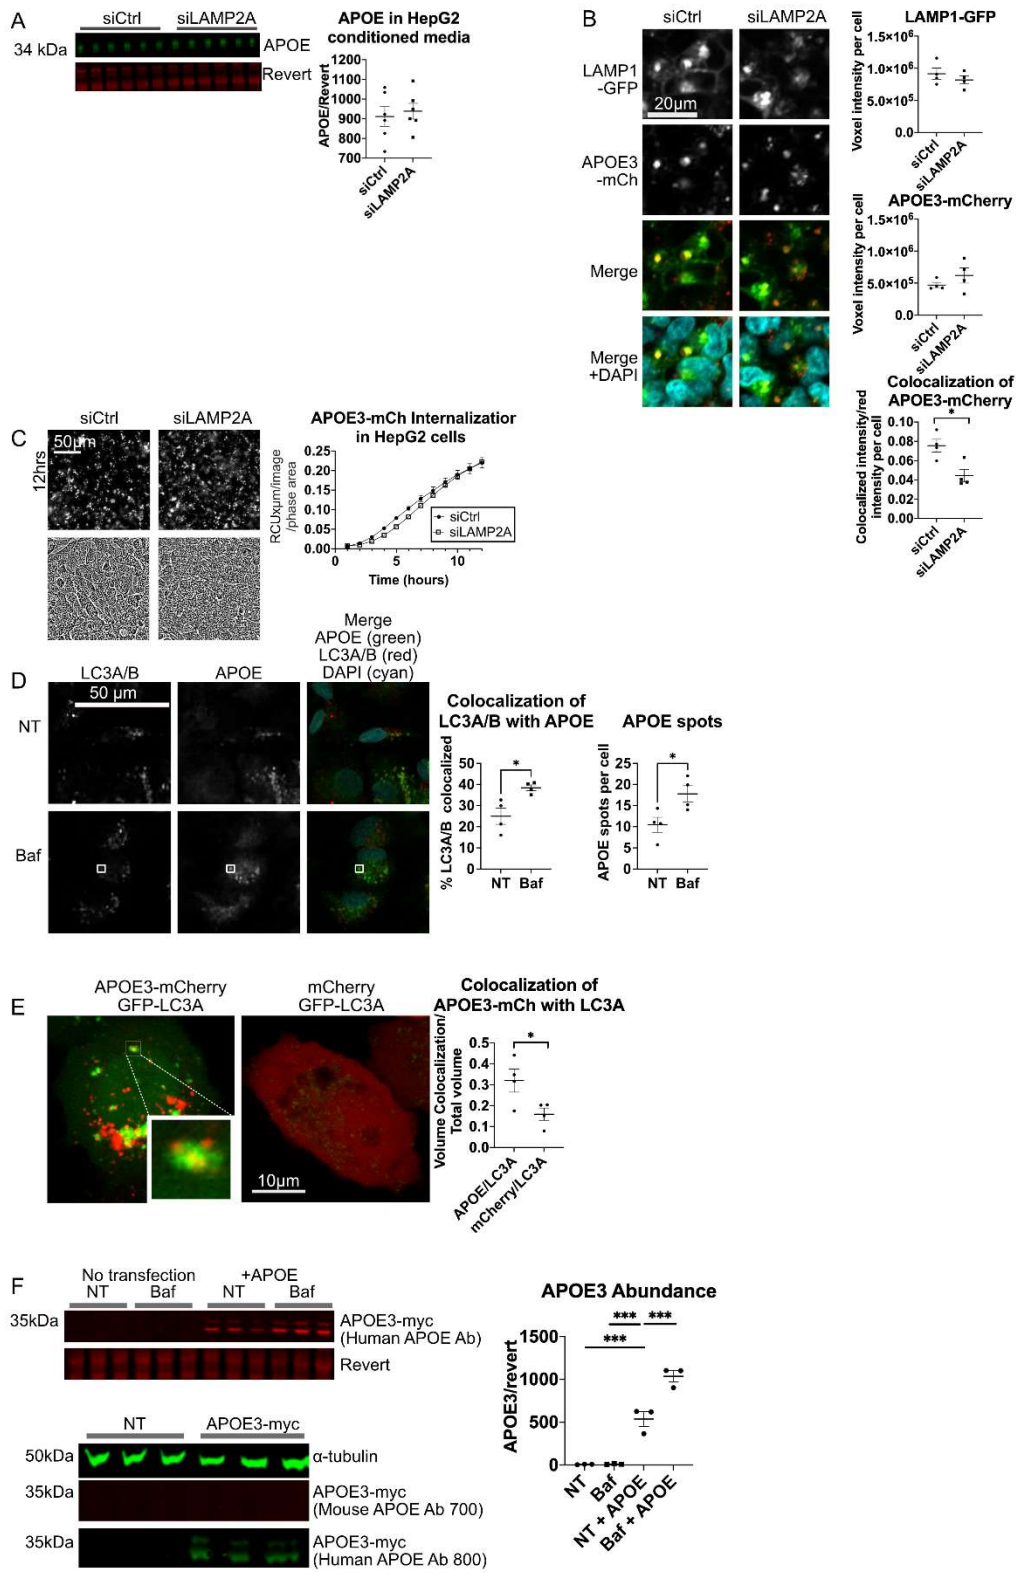 A
siCtrl siLAMP2A
34 kDa
APOE
Revert
APOE in HepG2
conditioned media
APOE/Revert
1200
1100
1000
900
800
700
siCtrl
siLAMP2A
B
siCtrl siLAMP2A
LAMP1
-GFP
20µm
APOE3
-mCh
Merge
Merge
+DAPI
LAMP1-GFP
Voxel intensity per cell
1.5×10⁶
1.0×10⁶
5.0×10⁵
0.0
siCtrl
siLAMP2A
APOE3-mCherry
Voxel intensity per cell
1.5×10⁶
1.0×10⁶
5.0×10⁵
0.0
siCtrl
siLAMP2A
Colocalization of
APOE3-mCherry
Colocalized intensity/red
intensity per cell
0.10
0.08
0.06
0.04
0.02
0.00
*
siCtrl
siLAMP2A
C
siCtrl siLAMP2A
12hrs
50µm
APOE3-mCh Internalization
in HepG2 cells
RCUxµm/image
/phase area
0.25
0.20
0.15
0.10
0.05
0.00
siCtrl
siLAMP2A
0 5 10
Time (hours)
D
LC3A/B
APOE
Merge
APOE (green)
LC3A/B (red)
DAPI (cyan)
50 µm
NT
Baf
Colocalization of
LC3A/B with APOE
% LC3A/B colocalized
50
40
30
20
10
0
*
NT Baf
APOE spots
APOE spots per cell
25
20
15
10
5
0
*
NT Baf
E
APOE3-mCherry
GFP-LC3A
mCherry
GFP-LC3A
10µm
Colocalization of
APOE3-mCh with LC3A
Volume Colocalization/
Total volume
0.5
0.4
0.3
0.2
0.1
0.0
*
APOE/LC3A
mCherry/LC3A
F
No transfection +APOE
NT Baf NT Baf
35kDa
APOE3-myc
(Human APOE Ab)
Revert
NT APOE3-myc
50kDa
α-tubulin
35kDa
APOE3-myc
(Mouse APOE Ab 700)
35kDa
APOE3-myc
(Human APOE Ab 800)
APOE3 Abundance
APOE3/revert
1500
1000
500
0
*** ***
***
NT
Baf
NT + APOE
Baf + APOE